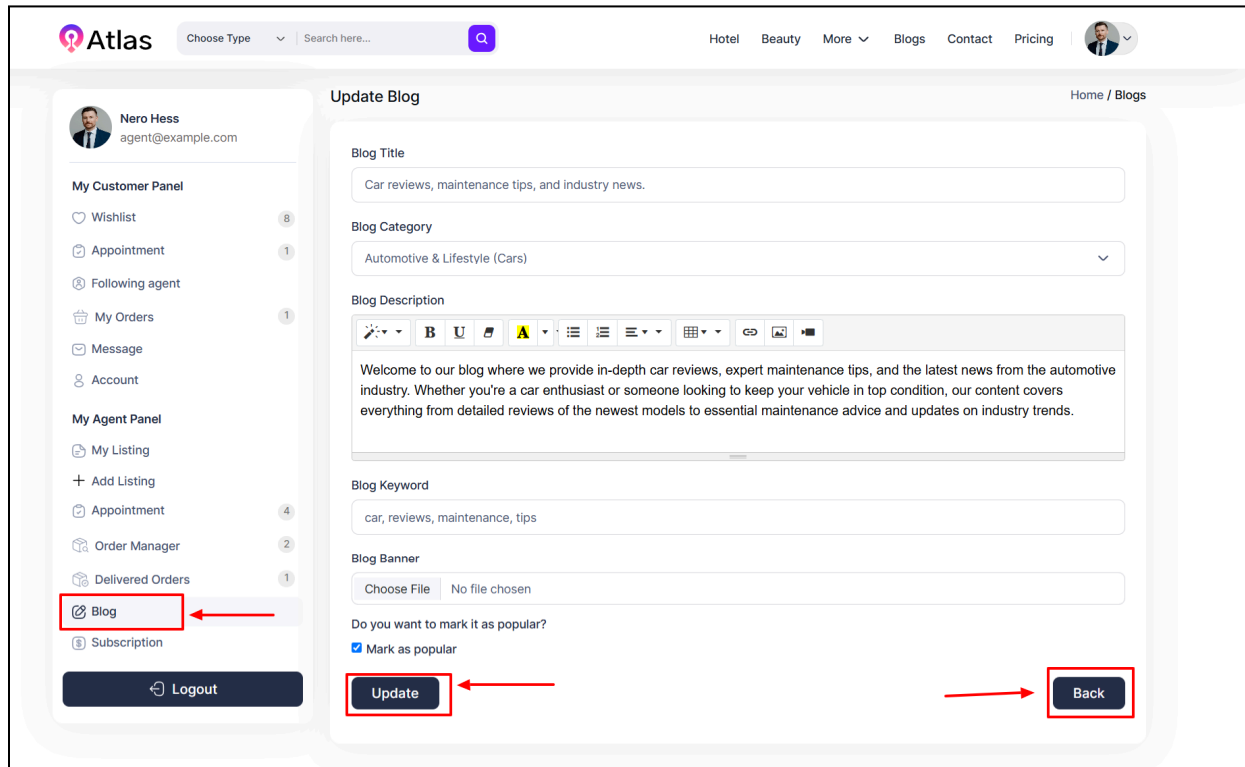 Atlas
Choose Type
Search here...
Hotel
Beauty
More
Blogs
Contact
Pricing
Nero Hess
agent@example.com
My Customer Panel
Wishlist 8
Appointment 1
Following agent
My Orders 1
Message
Account
My Agent Panel
My Listing
Add Listing
Appointment 4
Order Manager 2
Delivered Orders 1
Blog
Subscription
Logout
Update Blog
Home / Blogs
Blog Title
Car reviews, maintenance tips, and industry news.
Blog Category
Automotive & Lifestyle (Cars)
Blog Description
B U A
Welcome to our blog where we provide in-depth car reviews, expert maintenance tips, and the latest news from the automotive
industry. Whether you're a car enthusiast or someone looking to keep your vehicle in top condition, our content covers
everything from detailed reviews of the newest models to essential maintenance advice and updates on industry trends.
Blog Keyword
car, reviews, maintenance, tips
Blog Banner
Choose File No file chosen
Do you want to mark it as popular?
Mark as popular
Update
Back